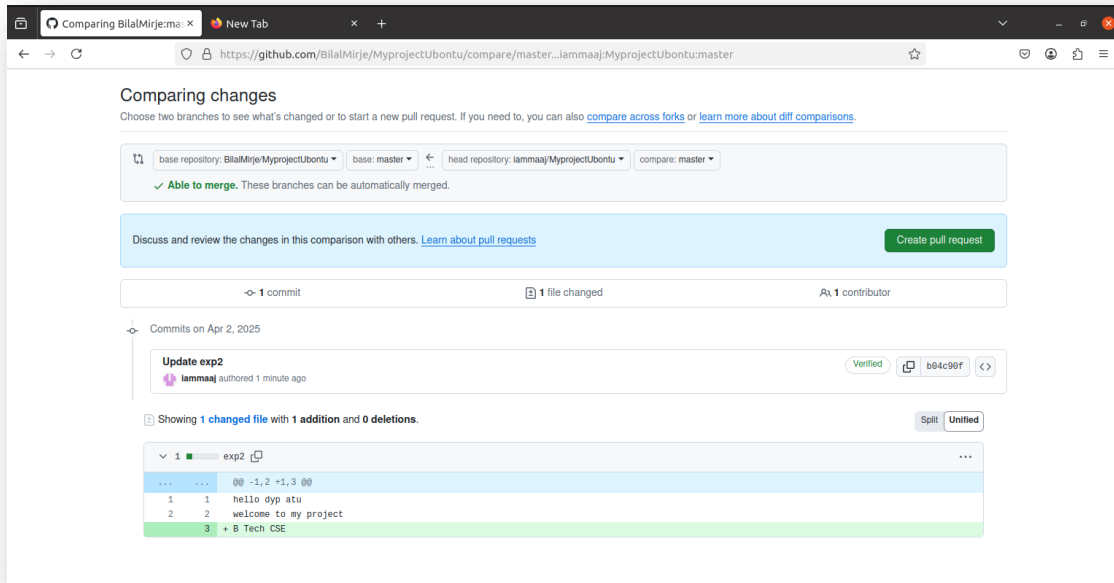 Comparing BilalMirje:mas
New Tab
https://github.com/BilalMirje/MyprojectUbontu/compare/master...iammaaj:MyprojectUbontu:master
Comparing changes
Choose two branches to see what's changed or to start a new pull request. If you need to, you can also compare across forks or learn more about diff comparisons.
base repository: BilalMirje/MyprojectUbontu base: master ... head repository: iammaaj/MyprojectUbontu compare: master
Able to merge. These branches can be automatically merged.
Discuss and review the changes in this comparison with others. Learn about pull requests
Create pull request
1 commit
1 file changed
1 contributor
Commits on Apr 2, 2025
Update exp2
Verified
b04c90f
iammaaj authored 1 minute ago
Showing 1 changed file with 1 addition and 0 deletions.
Split Unified
1 exp2 ...
... ... @@ -1,2 +1,3 @@
1 1 hello dyp atu
2 2 welcome to my project
3 + B Tech CSE